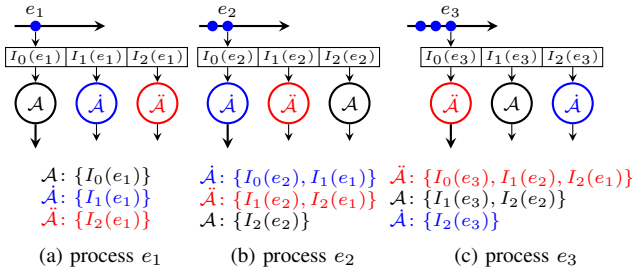 e₁ e₂ e₃
I₀(e₁) I₁(e₁) I₂(e₁) I₀(e₂) I₁(e₂) I₂(e₂) I₀(e₃) I₁(e₃) I₂(e₃)
𝒜 𝒜̇ 𝒜̈ 𝒜̇ 𝒜̈ 𝒜 𝒜̈ 𝒜 𝒜̇
𝒜: {I₀(e₁)}
𝒜̇: {I₁(e₁)}
𝒜̈: {I₂(e₁)}
(a) process e₁
𝒜̇: {I₀(e₂), I₁(e₁)}
𝒜̈: {I₁(e₂), I₂(e₁)}
𝒜: {I₂(e₂)}
(b) process e₂
𝒜̈: {I₀(e₃), I₁(e₂), I₂(e₁)}
𝒜: {I₁(e₃), I₂(e₂)}
𝒜̇: {I₂(e₃)}
(c) process e₃